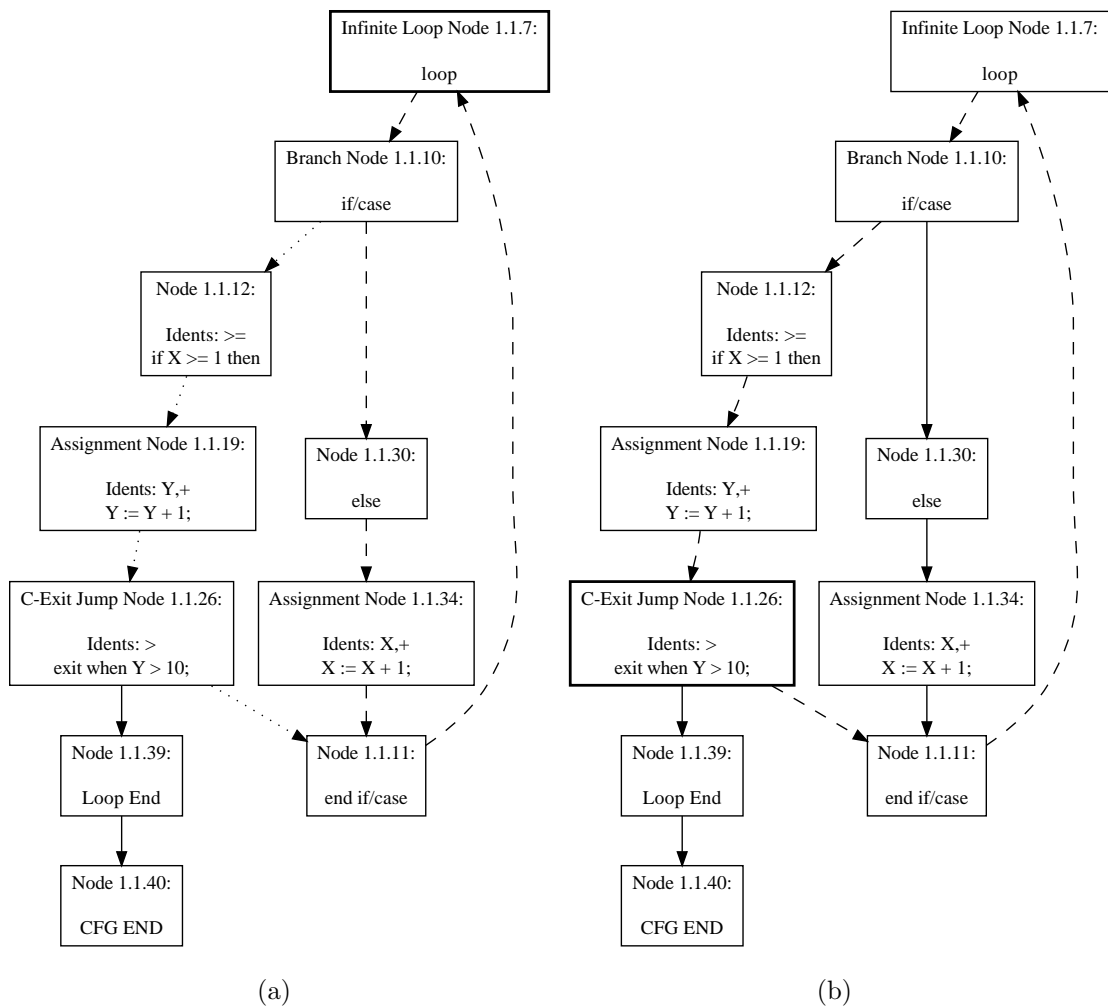 Infinite Loop Node 1.1.7:
loop
Branch Node 1.1.10:
if/case
Node 1.1.12:
Idents: >=
if X >= 1 then
Assignment Node 1.1.19:
Idents: Y,+
Y := Y + 1;
Node 1.1.30:
else
C-Exit Jump Node 1.1.26:
Idents: >
exit when Y > 10;
Assignment Node 1.1.34:
Idents: X,+
X := X + 1;
Node 1.1.39:
Loop End
Node 1.1.11:
end if/case
Node 1.1.40:
CFG END
(a)
Infinite Loop Node 1.1.7:
loop
Branch Node 1.1.10:
if/case
Node 1.1.12:
Idents: >=
if X >= 1 then
Assignment Node 1.1.19:
Idents: Y,+
Y := Y + 1;
Node 1.1.30:
else
C-Exit Jump Node 1.1.26:
Idents: >
exit when Y > 10;
Assignment Node 1.1.34:
Idents: X,+
X := X + 1;
Node 1.1.39:
Loop End
Node 1.1.11:
end if/case
Node 1.1.40:
CFG END
(b)